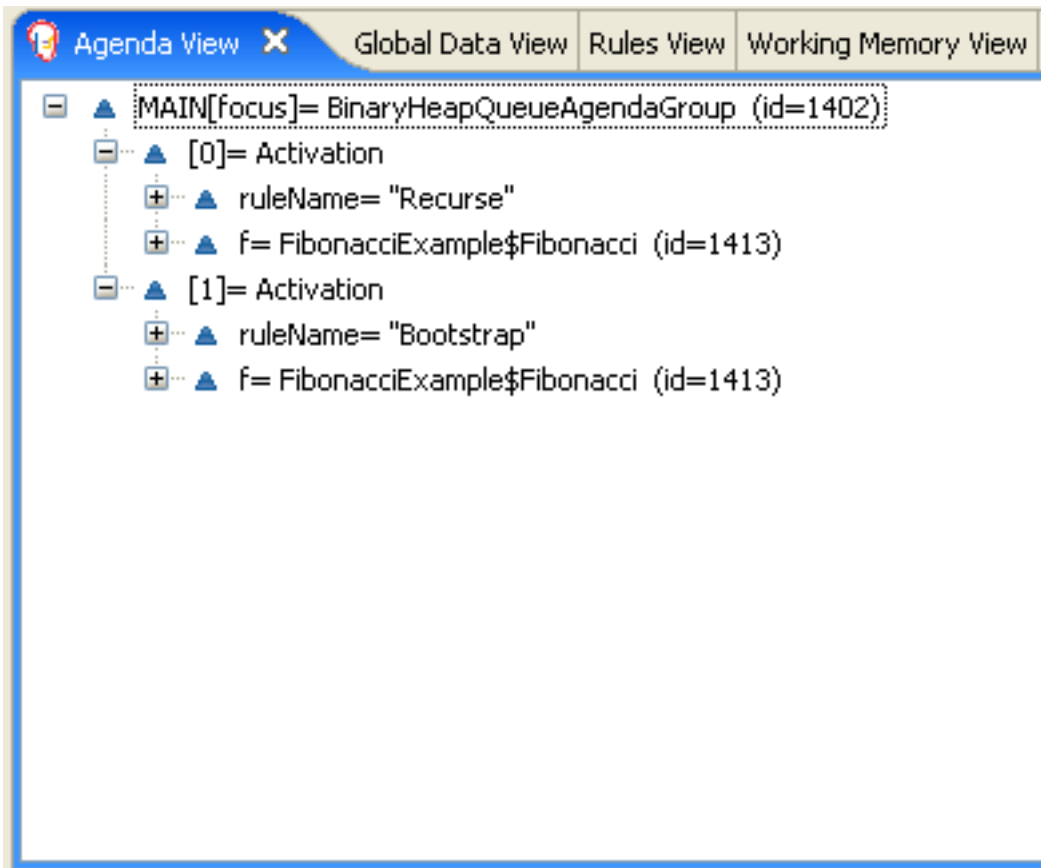 Agenda View Global Data View Rules View Working Memory View
MAIN[focus]= BinaryHeapQueueAgendaGroup (id=1402)
[0]= Activation
ruleName= "Recurse"
f= FibonacciExample$Fibonacci (id=1413)
[1]= Activation
ruleName= "Bootstrap"
f= FibonacciExample$Fibonacci (id=1413)